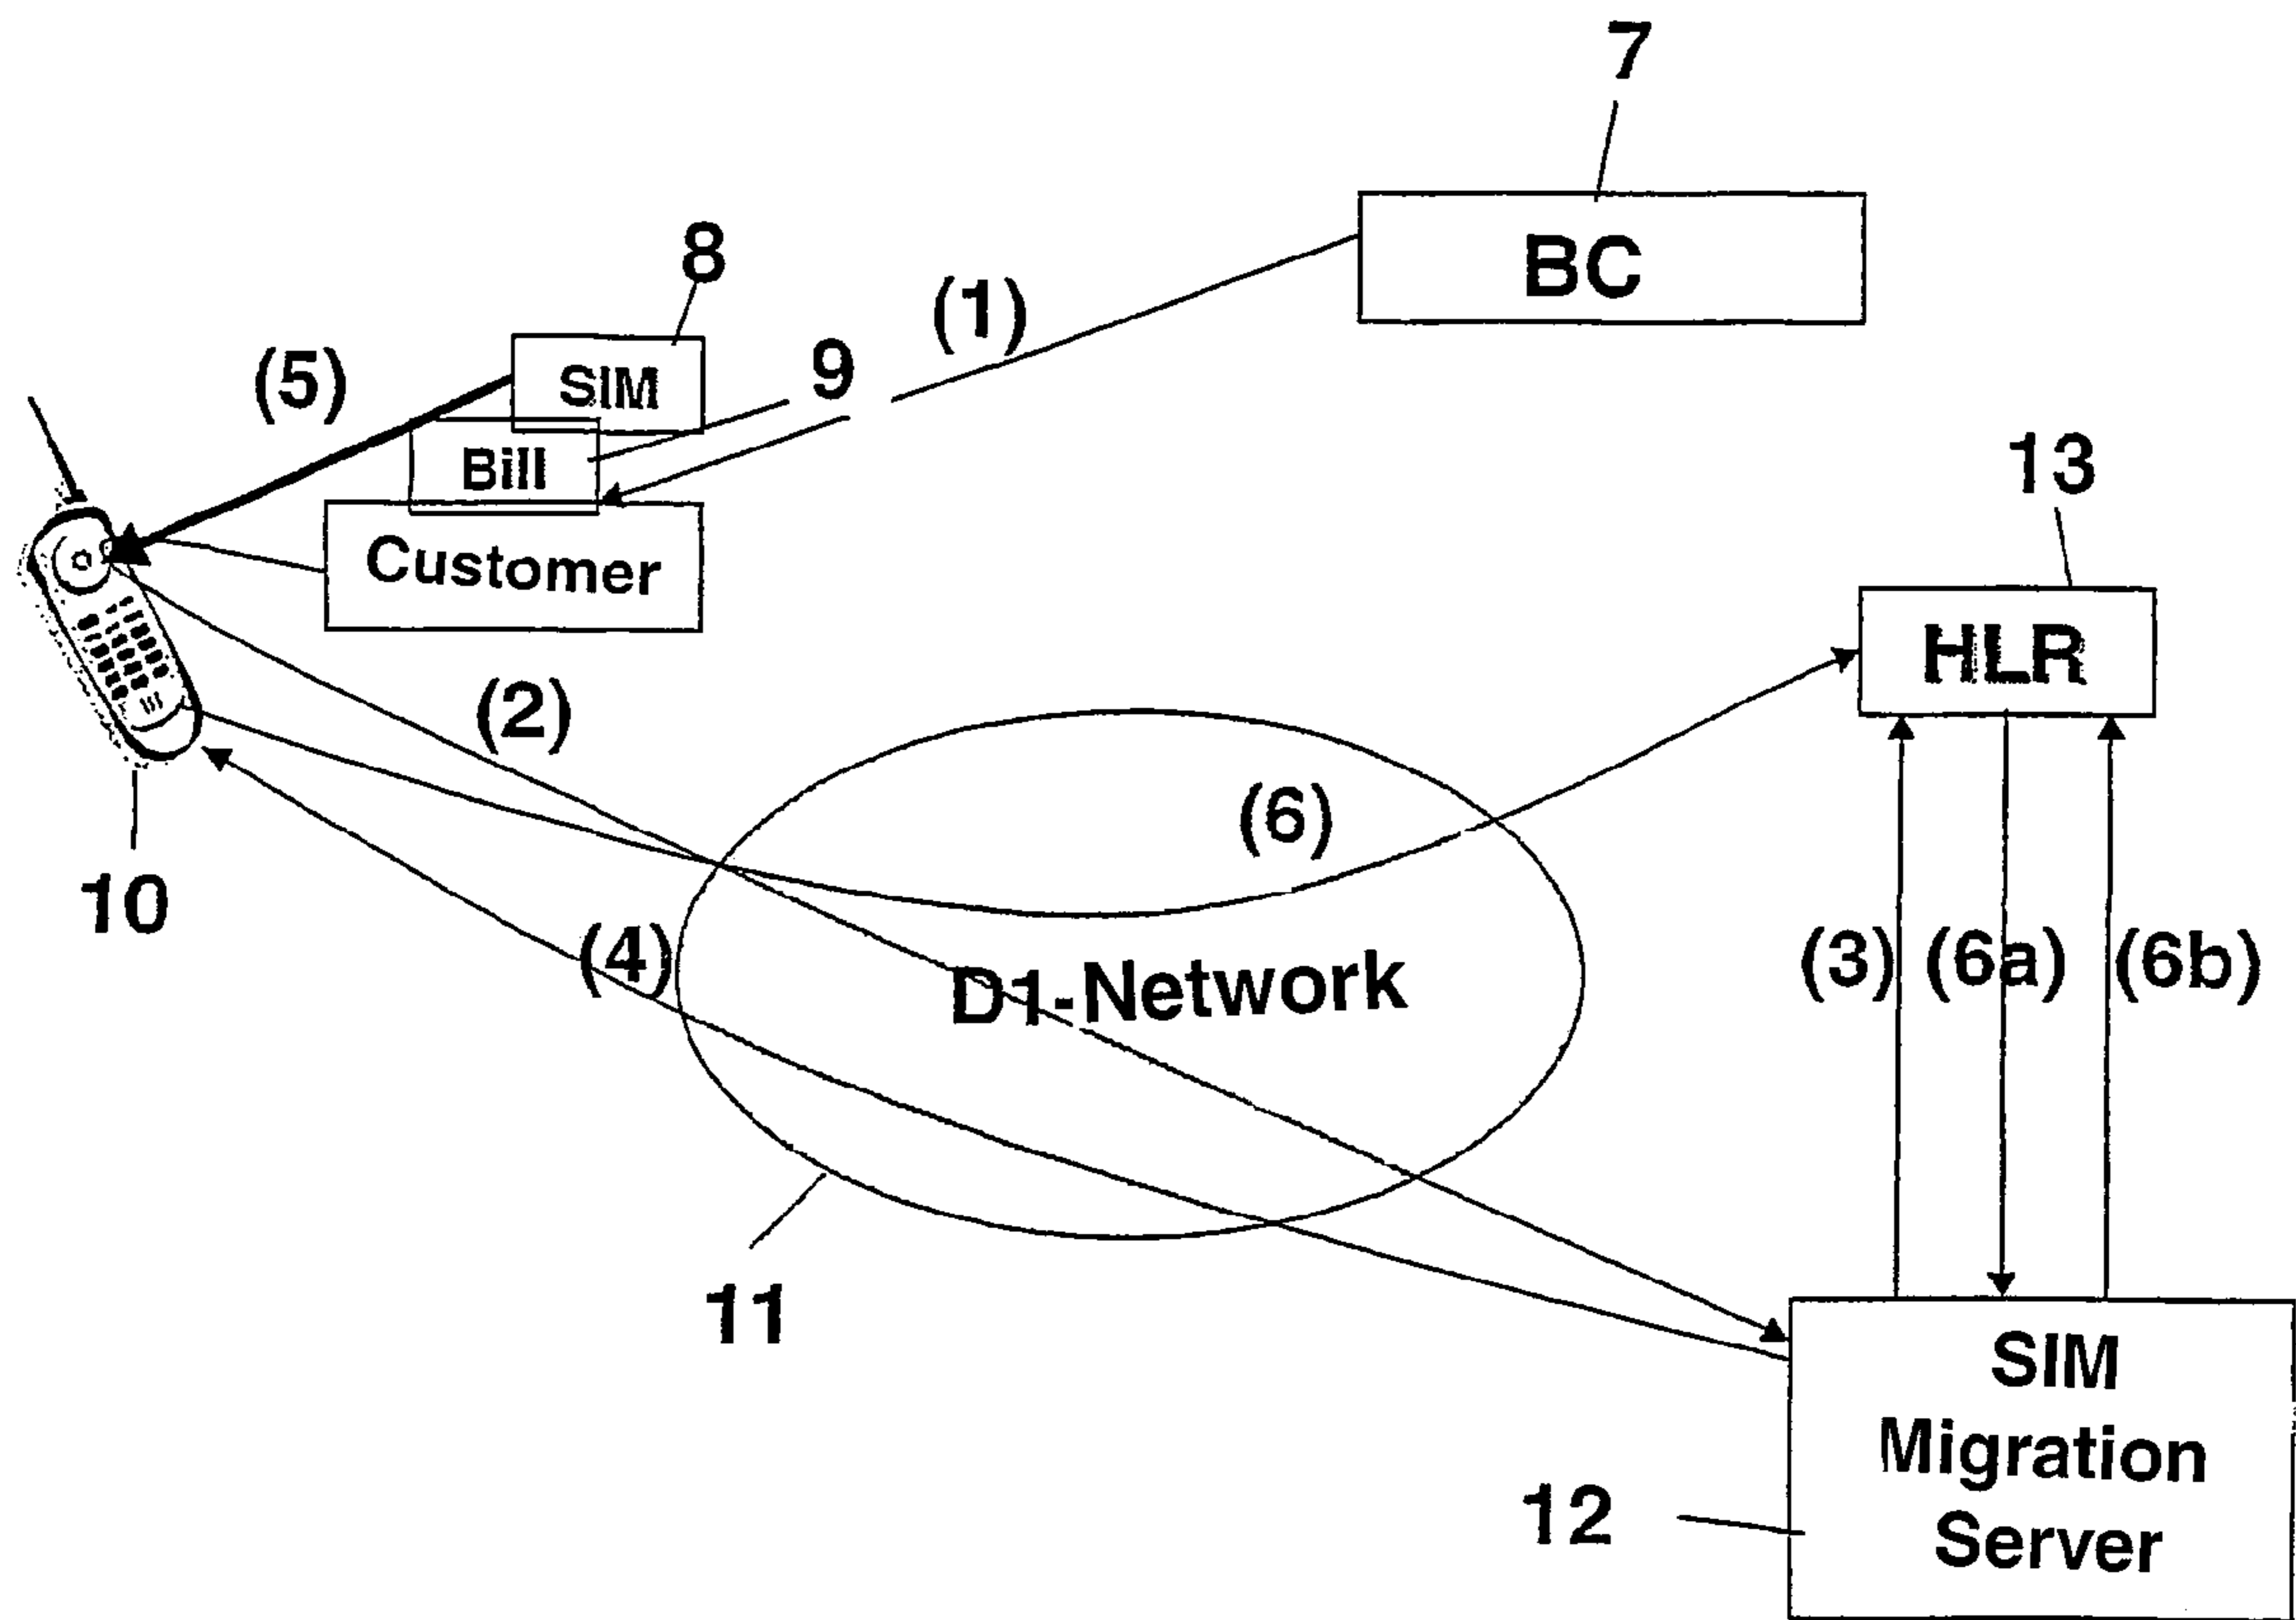 7
BC
8
(1)
SIM
9
(5)
Bill
Customer
13
HLR
(2)
(6)
10
(4)
D1-Network
(3)
(6a)
(6b)
11
SIM
Migration
Server
12